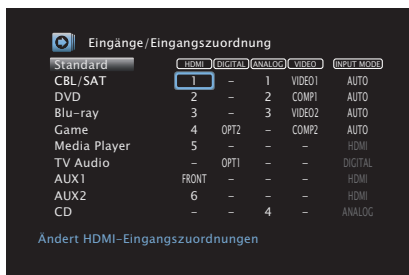 Eingänge/Eingangszuordnung
Standard HDMI DIGITAL ANALOG VIDEO INPUT MODE
CBL/SAT 1 – 1 VIDEO1 AUTO
DVD 2 – 2 COMP1 AUTO
Blu-ray 3 – 3 VIDEO2 AUTO
Game 4 OPT2 – COMP2 AUTO
Media Player 5 – – – HDMI
TV Audio – OPT1 – – DIGITAL
AUX1 FRONT – – – HDMI
AUX2 6 – – – HDMI
CD – – 4 – ANALOG
Ändert HDMI-Eingangszuordnungen